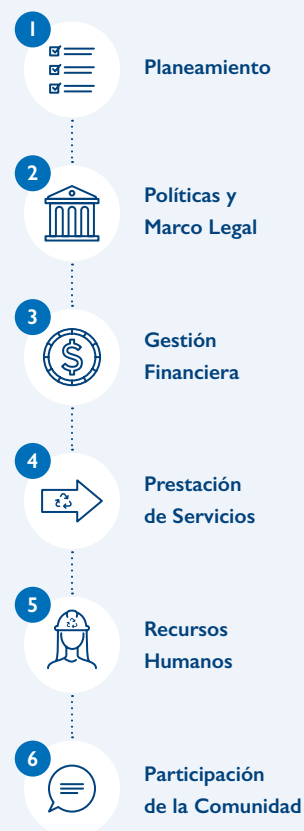 1
Planeamiento
2
Políticas y
Marco Legal
3
$
Gestión
Financiera
4
Prestación
de Servicios
5
Recursos
Humanos
6
Participación
de la Comunidad